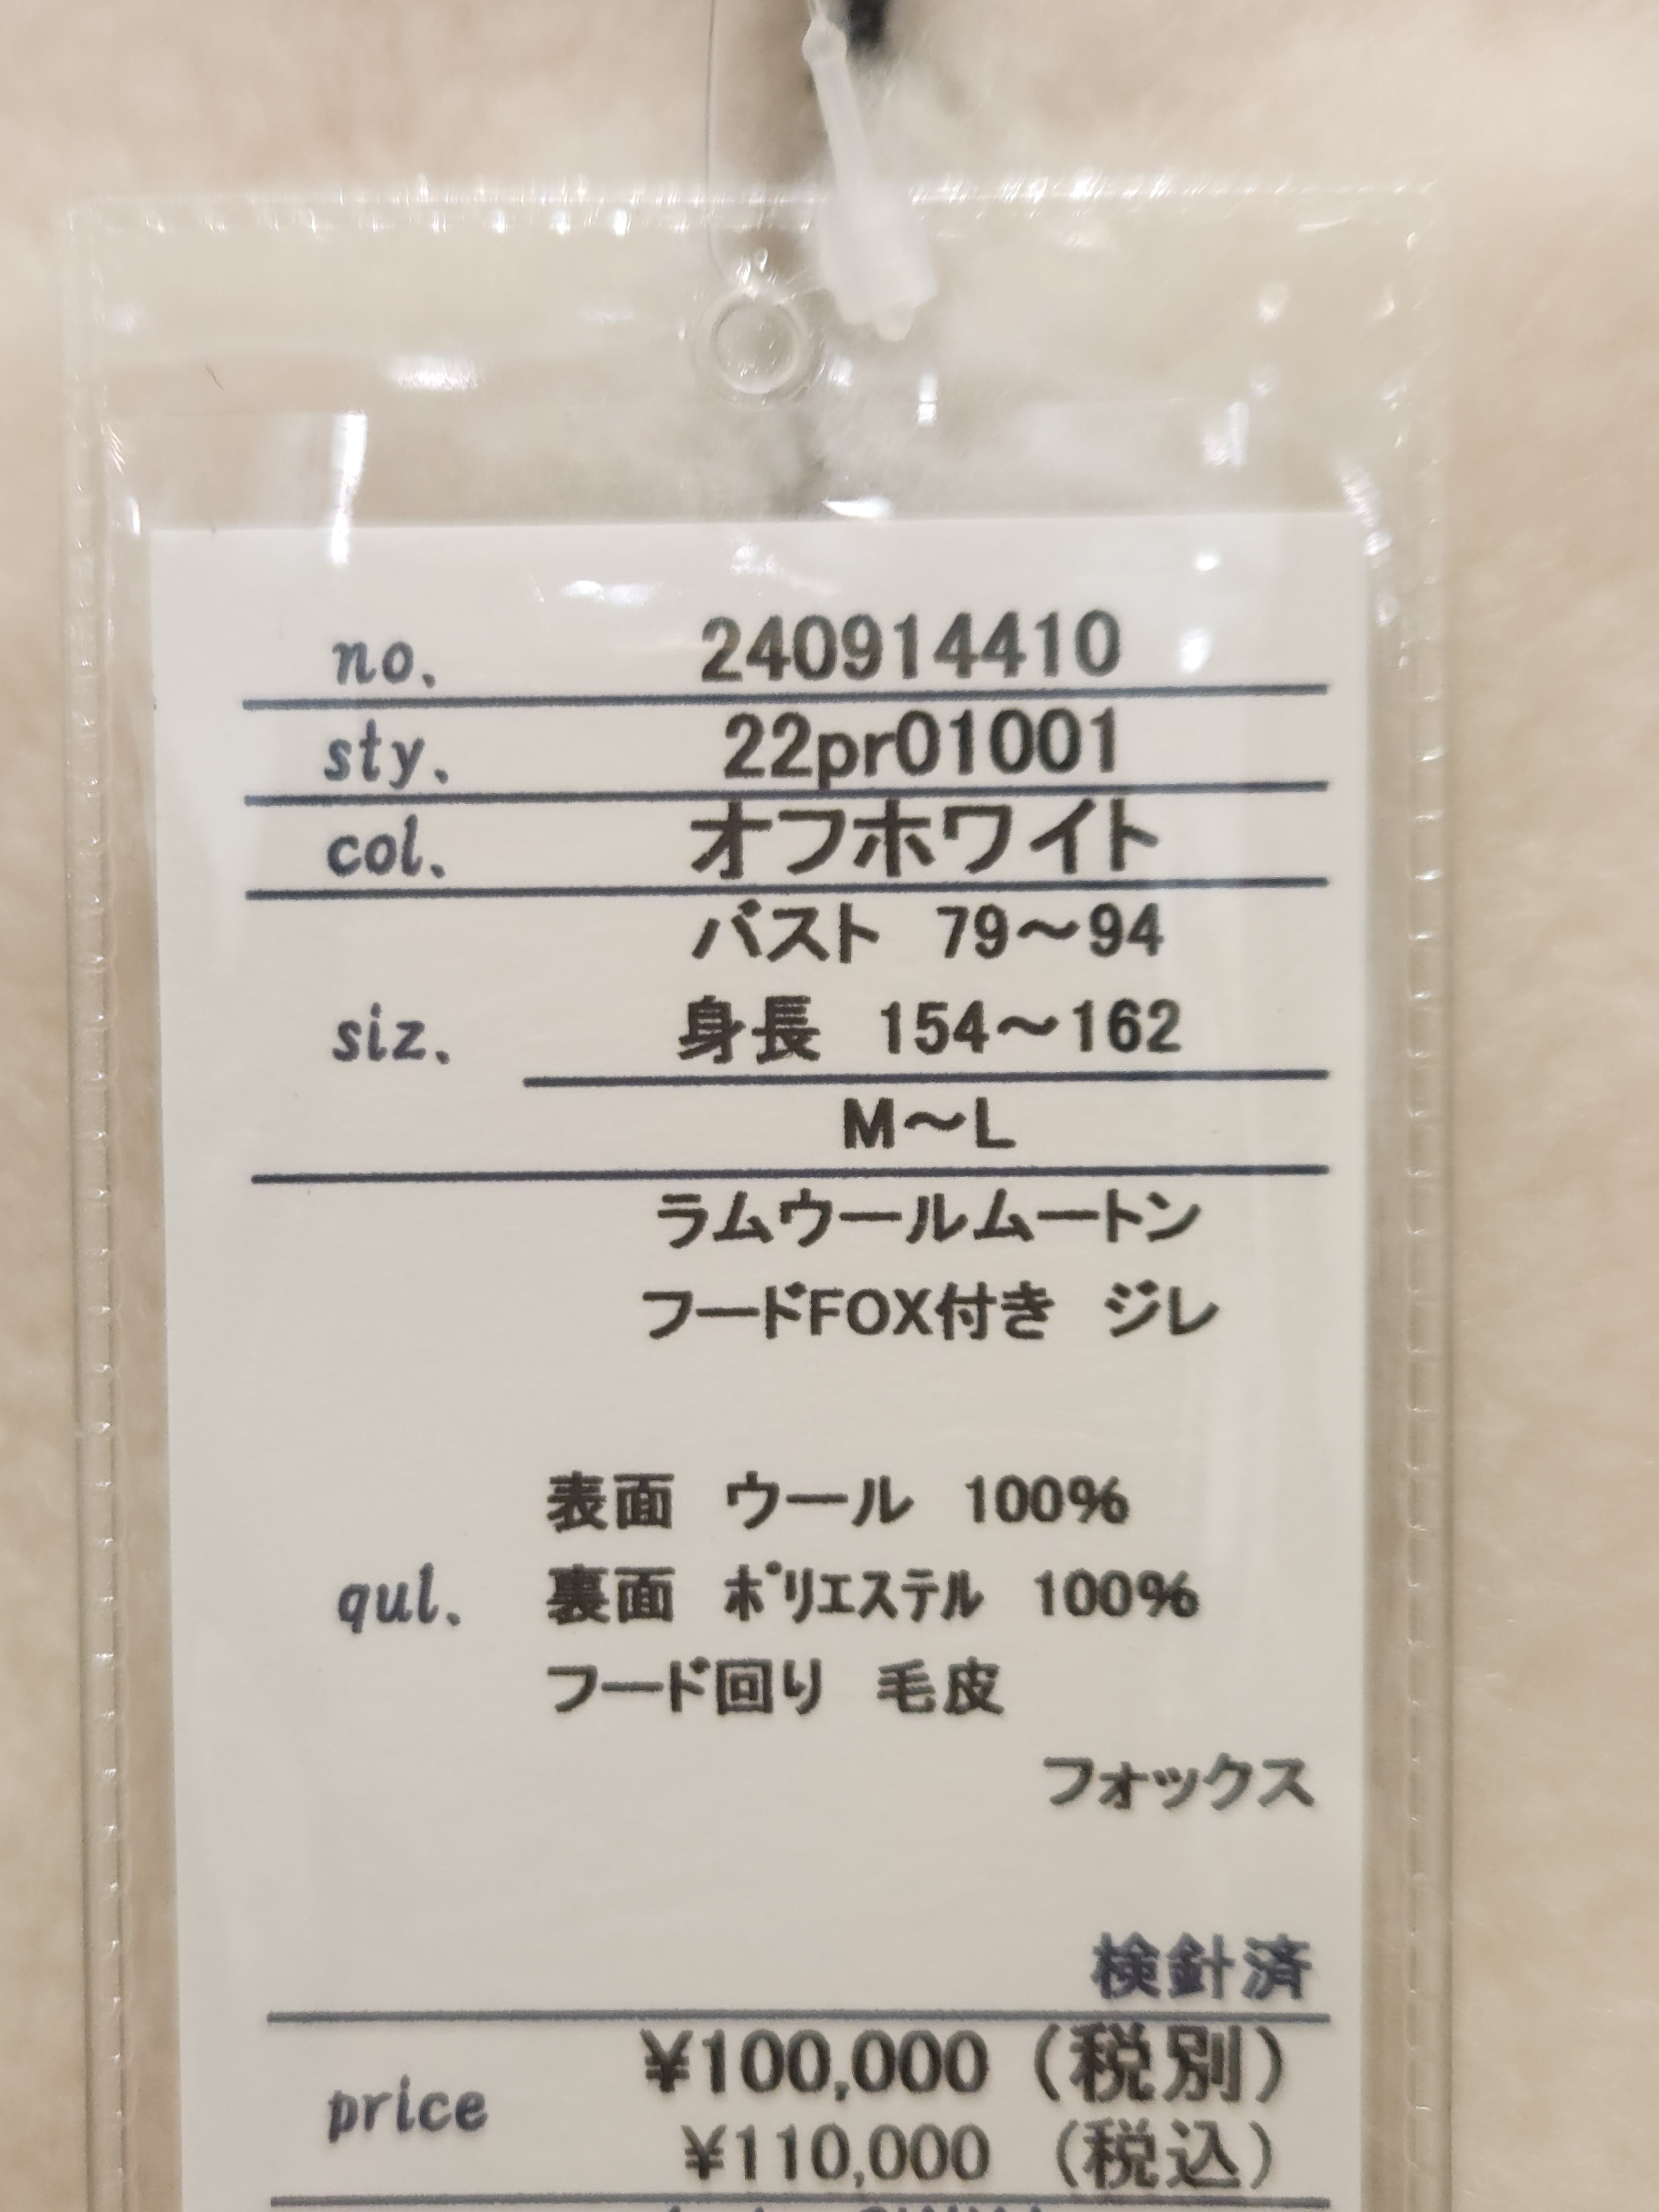 no. 240914410
sty. 22pr01001
col. オフホワイト
バスト 79～94
siz. 身長 154～162
M～L
ラムウールムートン
フードFOX付き ジレ
表面 ウール 100%
qul. 裏面 ﾎﾟﾘｴｽﾃﾙ 100%
フード回り 毛皮
フォックス
検針済
¥100,000 (税別)
price
¥110,000 (税込)